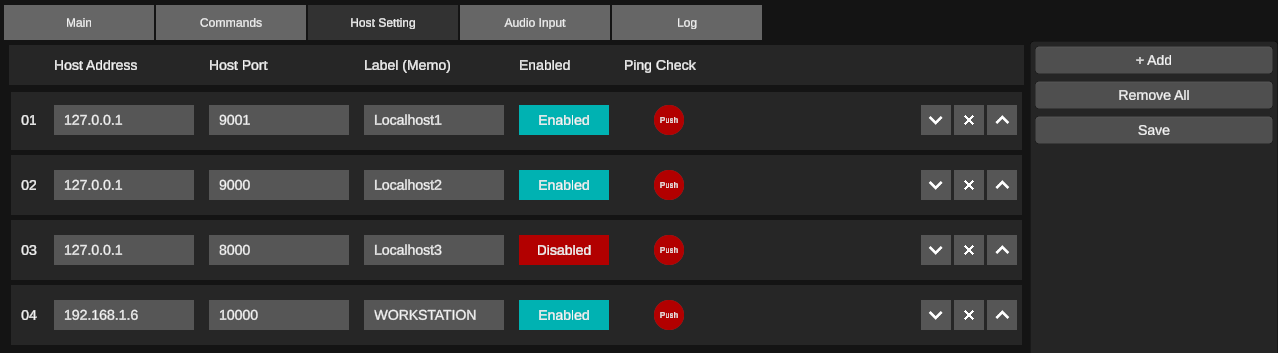 Main Commands Host Setting Audio Input Log
Host Address Host Port Label (Memo) Enabled Ping Check
+ Add
Remove All
Save
01 127.0.0.1 9001 Localhost1 Enabled Push
02 127.0.0.1 9000 Localhost2 Enabled Push
03 127.0.0.1 8000 Localhost3 Disabled Push
04 192.168.1.6 10000 WORKSTATION Enabled Push